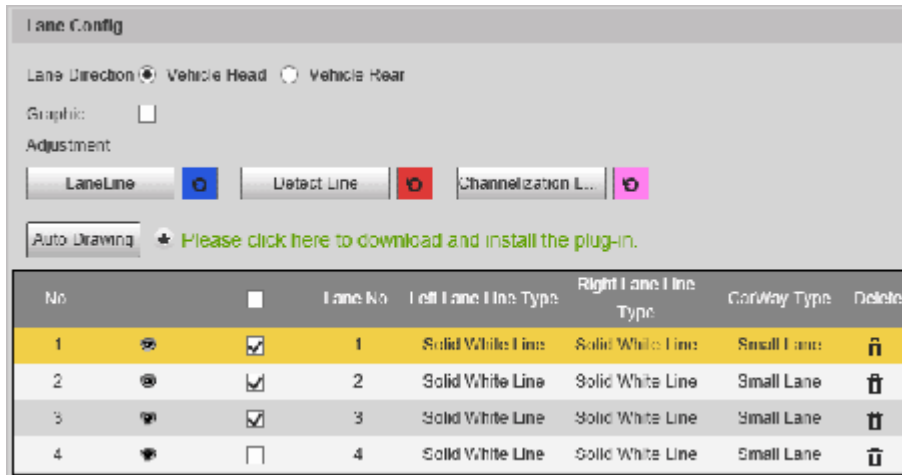 Lane Config
Lane Direction Vehicle Head Vehicle Rear
Graphic
Adjustment
LaneLine Detect Line Channelization L...
Auto Drawing Please click here to download and install the plug-in.
No Lane No Left Lane Line Type Right Lane Line Type CarWay Type Delete
1 1 Solid White Line Solid White Line Small Lane
2 2 Solid White Line Solid White Line Small Lane
3 3 Solid White Line Solid White Line Small Lane
4 4 Solid White Line Solid White Line Small Lane